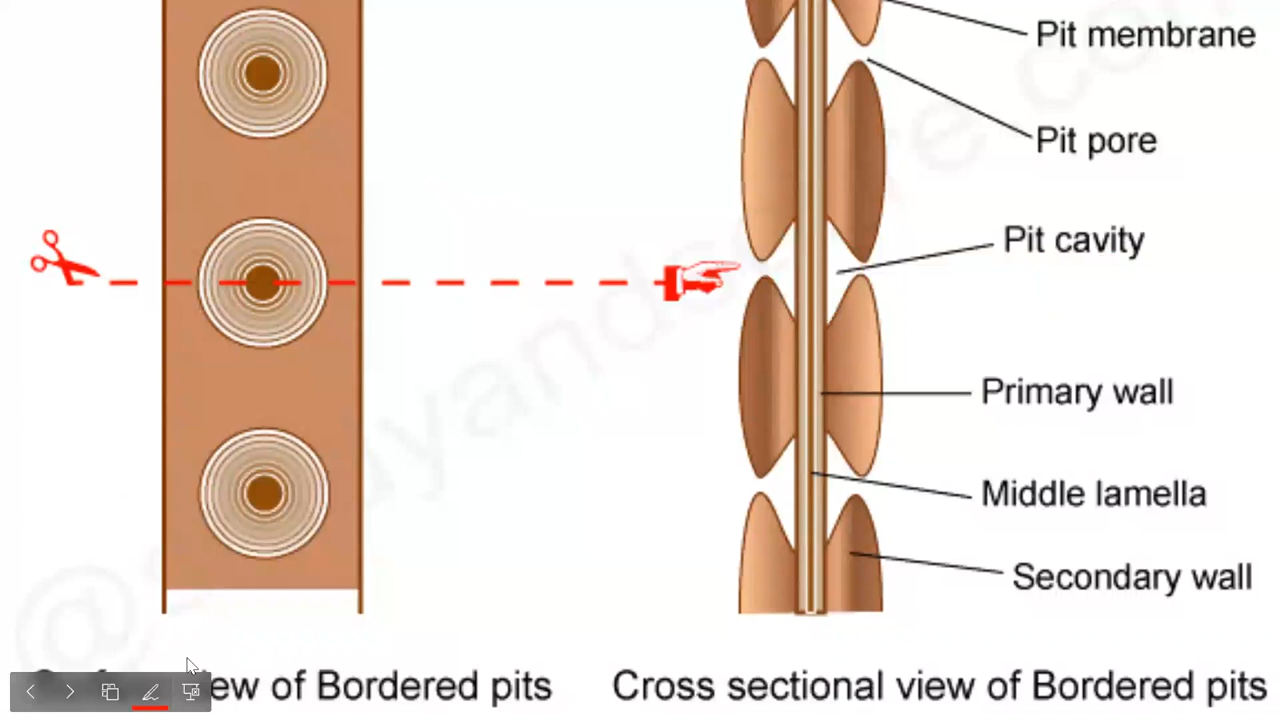 Pit membrane
Pit pore
Pit cavity
Primary wall
Middle lamella
Secondary wall
view of Bordered pits
Cross sectional view of Bordered pits